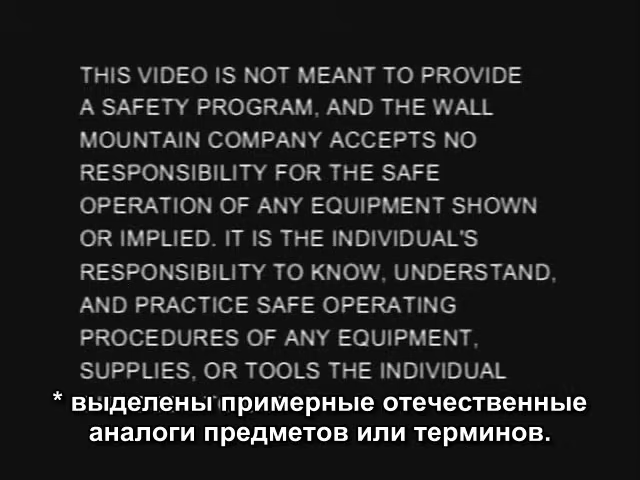 THIS VIDEO IS NOT MEANT TO PROVIDE
A SAFETY PROGRAM, AND THE WALL
MOUNTAIN COMPANY ACCEPTS NO
RESPONSIBILITY FOR THE SAFE
OPERATION OF ANY EQUIPMENT SHOWN
OR IMPLIED. IT IS THE INDIVIDUAL'S
RESPONSIBILITY TO KNOW, UNDERSTAND,
AND PRACTICE SAFE OPERATING
PROCEDURES OF ANY EQUIPMENT,
SUPPLIES, OR TOOLS THE INDIVIDUAL
* выделены примерные отечественные
аналоги предметов или терминов.